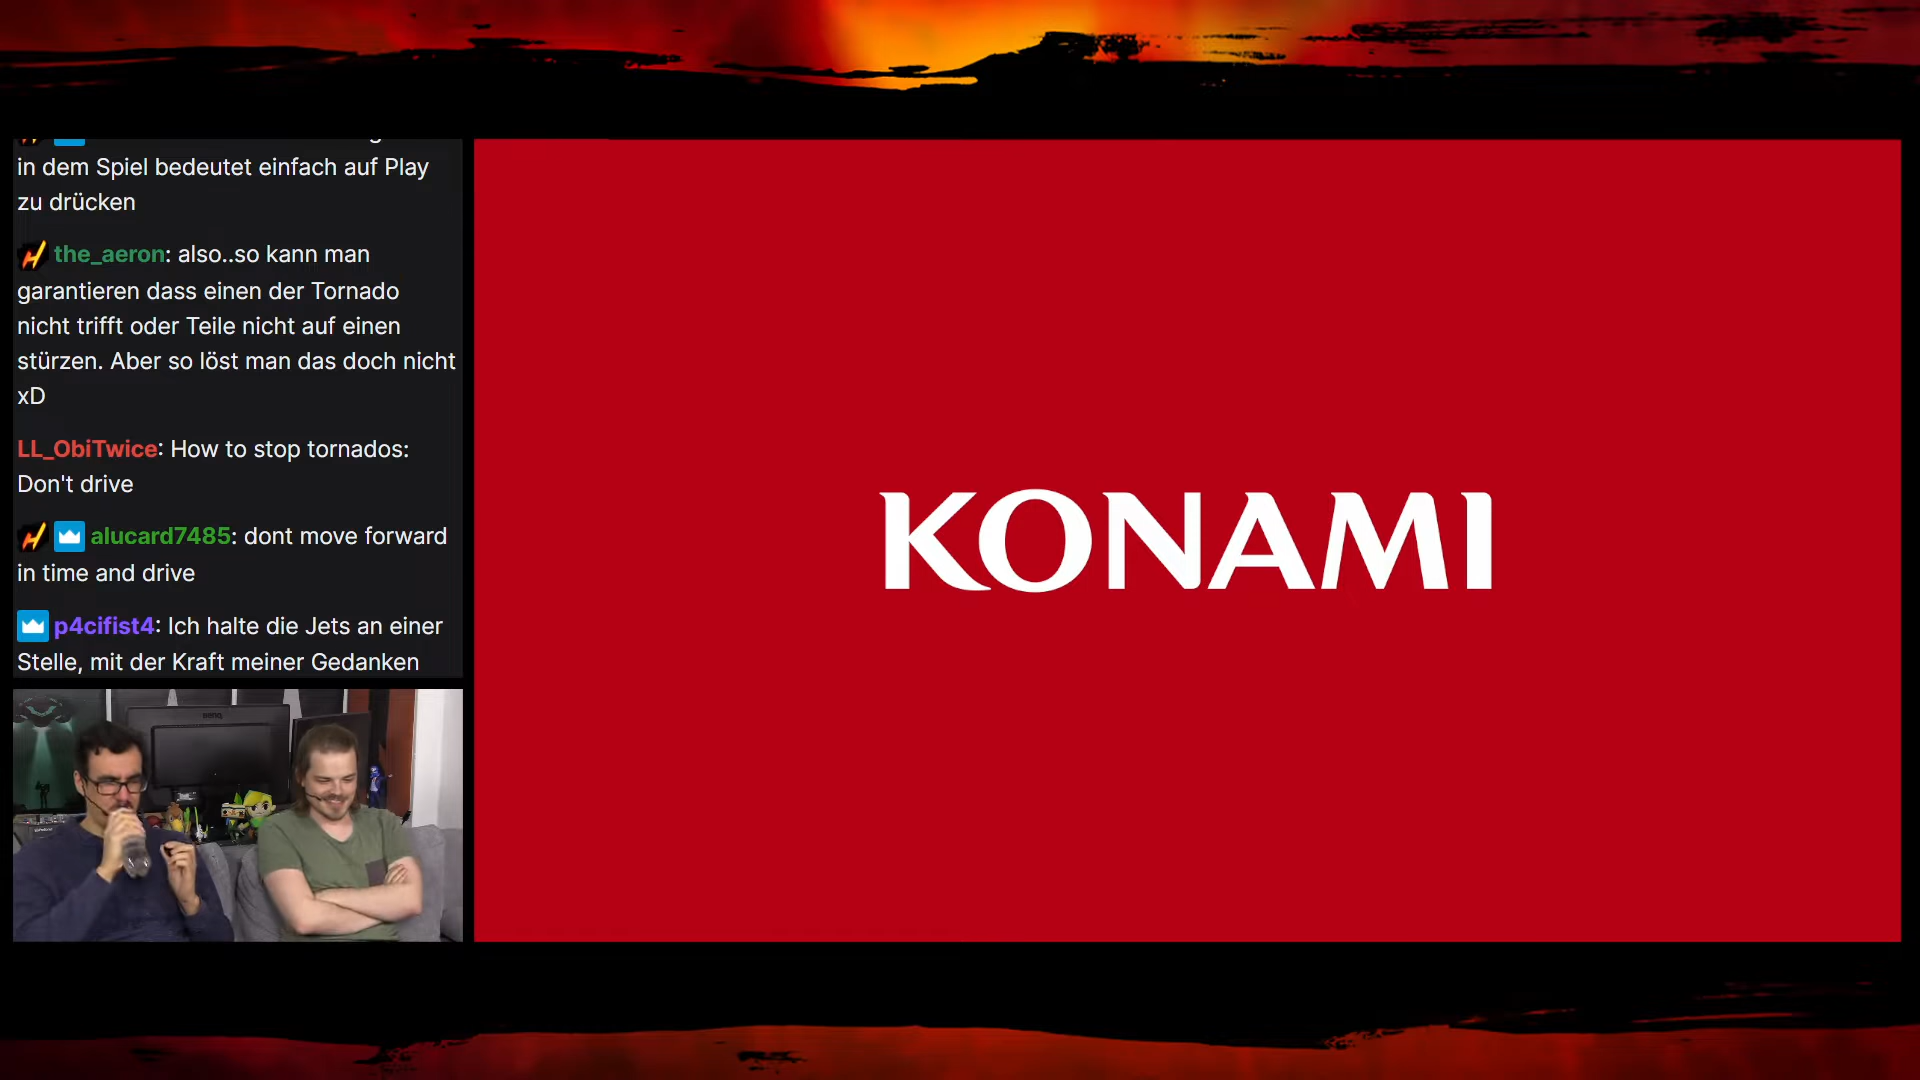 in dem Spiel bedeutet einfach auf Play
zu drücken
the_aeron: also..so kann man
garantieren dass einen der Tornado
nicht trifft oder Teile nicht auf einen
stürzen. Aber so löst man das doch nicht
xD
LL_ObiTwice: How to stop tornados:
Don't drive
alucard7485: dont move forward
in time and drive
p4cifist4: Ich halte die Jets an einer
Stelle, mit der Kraft meiner Gedanken
KONAMI
BenQ